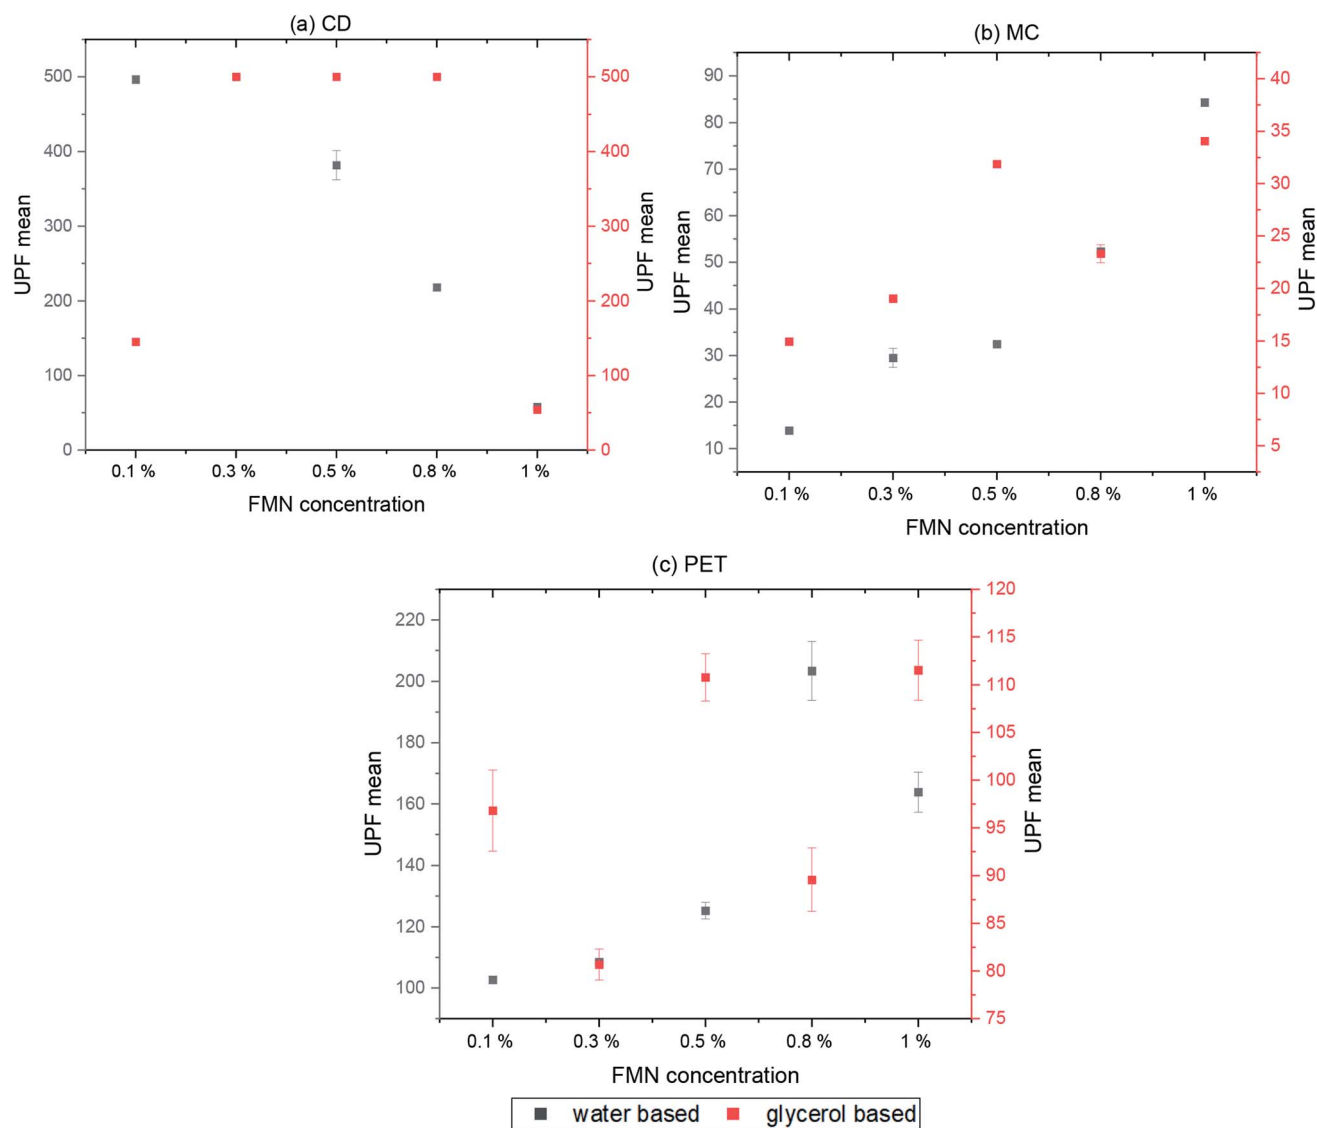 (a) CD
500
400
300
200
100
0
UPF mean
500
400
300
200
100
0
UPF mean
0.1 % 0.3 % 0.5 % 0.8 % 1 %
FMN concentration
(b) MC
90
80
70
60
50
40
30
20
10
UPF mean
40
35
30
25
20
15
10
5
UPF mean
0.1 % 0.3 % 0.5 % 0.8 % 1 %
FMN concentration
(c) PET
220
200
180
160
140
120
100
UPF mean
120
115
110
105
100
95
90
85
80
75
UPF mean
0.1 % 0.3 % 0.5 % 0.8 % 1 %
FMN concentration
water based glycerol based